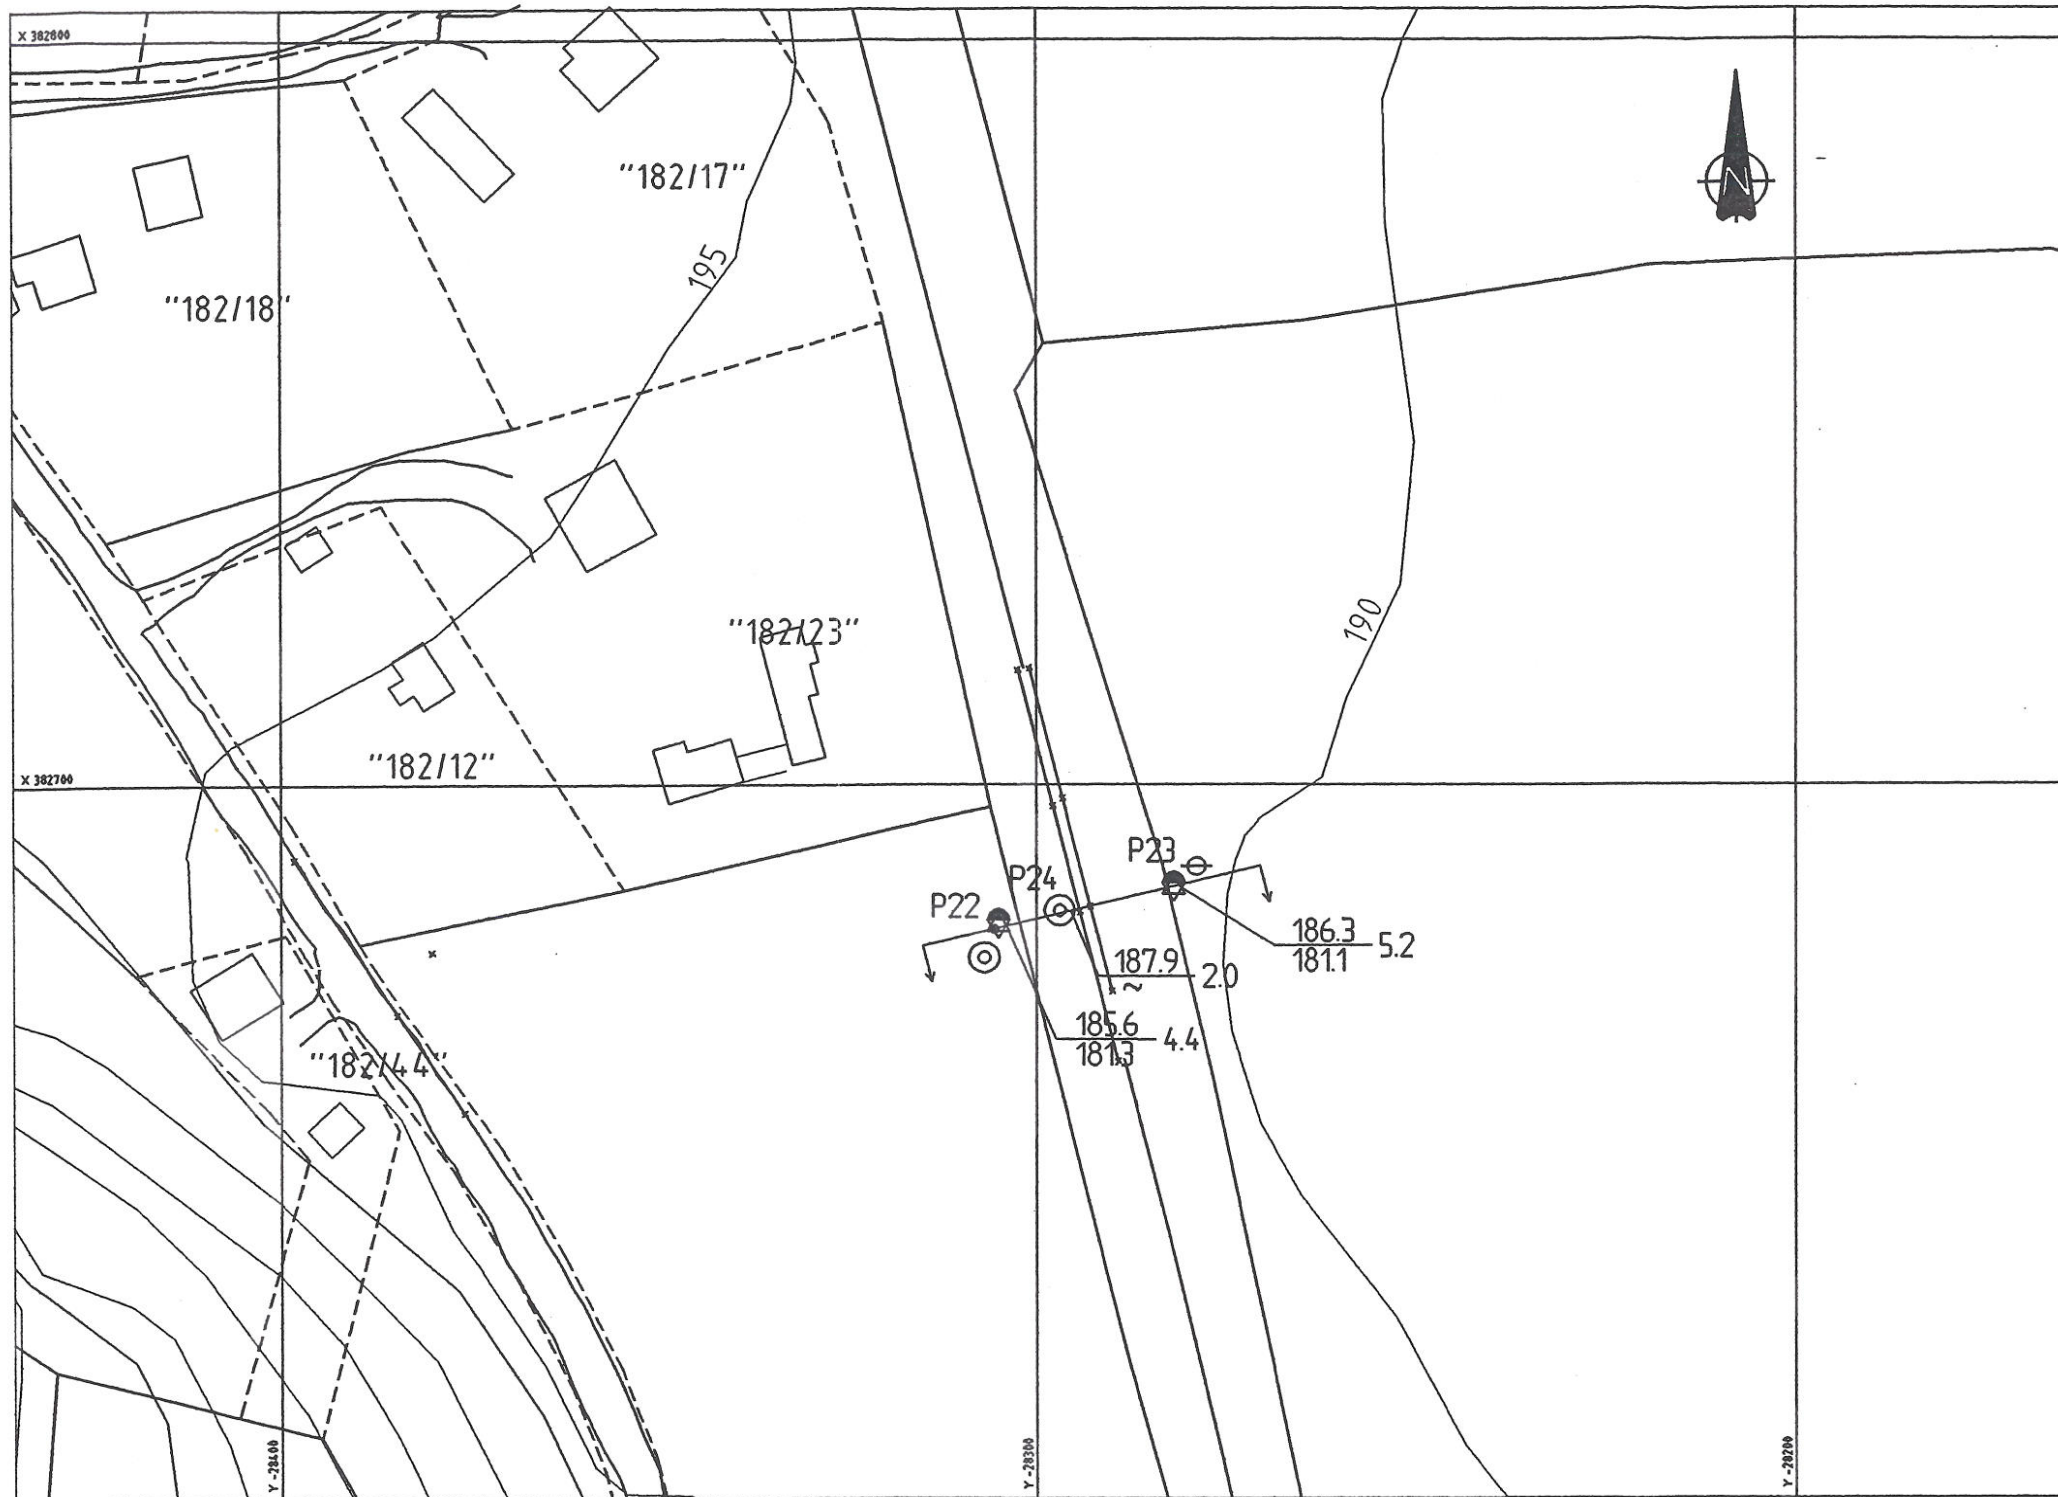 X 382800
"182/17"
N
195
"182/18"
190
"182/23"
"182/12"
X 382700
P23
P24
P22
186.3
181.1
5.2
187.9
2.0
185.6
181.3
4.4
"182/44"
Y -28400
Y -28300
Y -28200